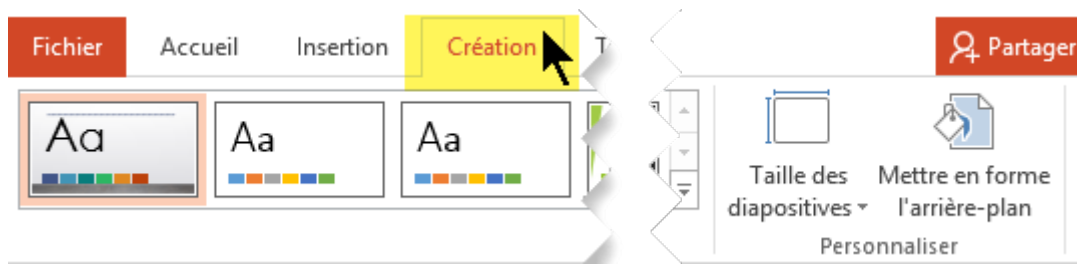 Fichier Accueil Insertion Création T Partager
Aa Aa Aa
Taille des Mettre en forme
diapositives l'arrière-plan
Personnaliser